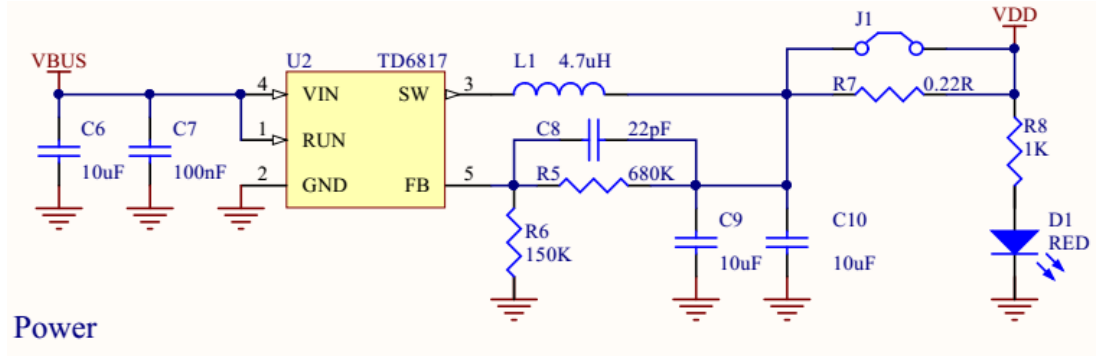 J1
VDD
VBUS
U2 TD6817
L1 4.7uH
4 VIN SW 3
R7 0.22R
C6
10uF
C7
100nF
1 RUN
C8 22pF
R8
1K
2 GND FB 5
R5 680K
R6
150K
C9
10uF
C10
10uF
D1
RED
Power